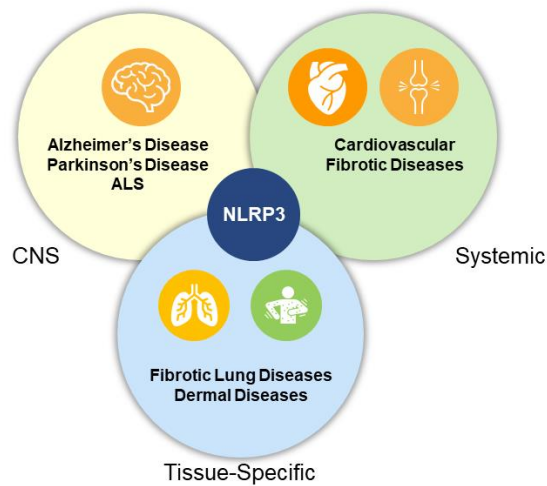 Alzheimer's Disease
Parkinson's Disease
ALS
Cardiovascular
Fibrotic Diseases
NLRP3
CNS
Systemic
Fibrotic Lung Diseases
Dermal Diseases
Tissue-Specific